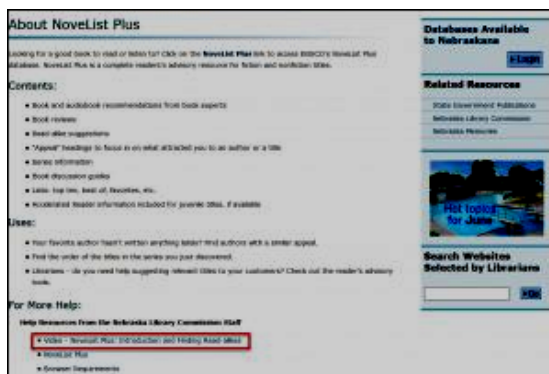 About NoveList Plus
Looking for a good book to read or listen to? Click on the NoveList Plus link to access EBSCO's NoveList Plus
database. NoveList Plus is a complete reader's advisory resource for fiction and nonfiction titles.
Contents:
Book and audiobook recommendations from book experts
Book reviews
Read-alike suggestions
"Appeal" headings to focus in on what attracted you to an author or a title
Series information
Book discussion guides
Lists: top ten, best of, favorites, etc.
Accelerated Reader information included for juvenile titles, if available
Uses:
Your favorite author hasn't written anything lately? Find authors with a similar appeal.
Find the order of the titles in the series you just discovered.
Librarians - do you need help suggesting relevant titles to your customers? Check out the reader's advisory
tools.
For More Help:
Help Resources From the Nebraska Library Commission Staff
Video - NoveList Plus: Introduction and Finding Read-alikes
NoveList Plus
Browser Requirements
Databases Available
to Nebraskans
Login
Related Resources
State Government Publications
Nebraska Library Commission
Nebraska Memories
Hot topics
for June
Search Websites
Selected by Librarians
Go